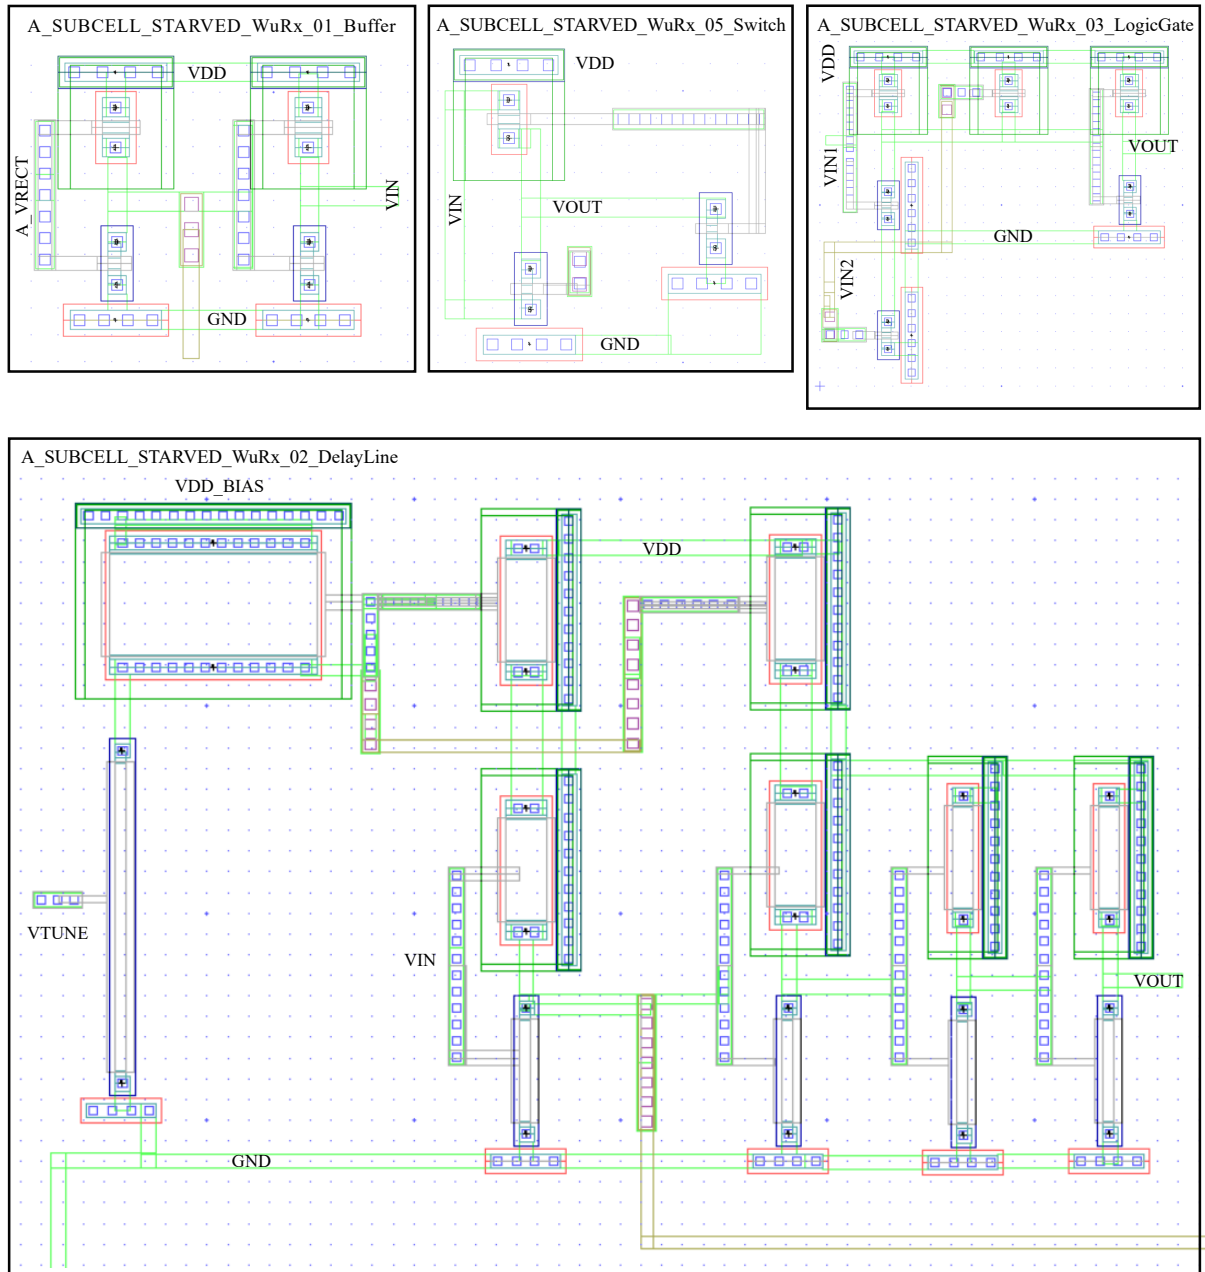 A_SUBCELL_STARVED_WuRx_01_Buffer
VDD
A_VRECT
VIN
GND
A_SUBCELL_STARVED_WuRx_05_Switch
VDD
VIN
VOUT
GND
A_SUBCELL_STARVED_WuRx_03_LogicGate
VDD
VIN1
VOUT
GND
VIN2
A_SUBCELL_STARVED_WuRx_02_DelayLine
VDD_BIAS
VDD
VTUNE
VIN
VOUT
GND